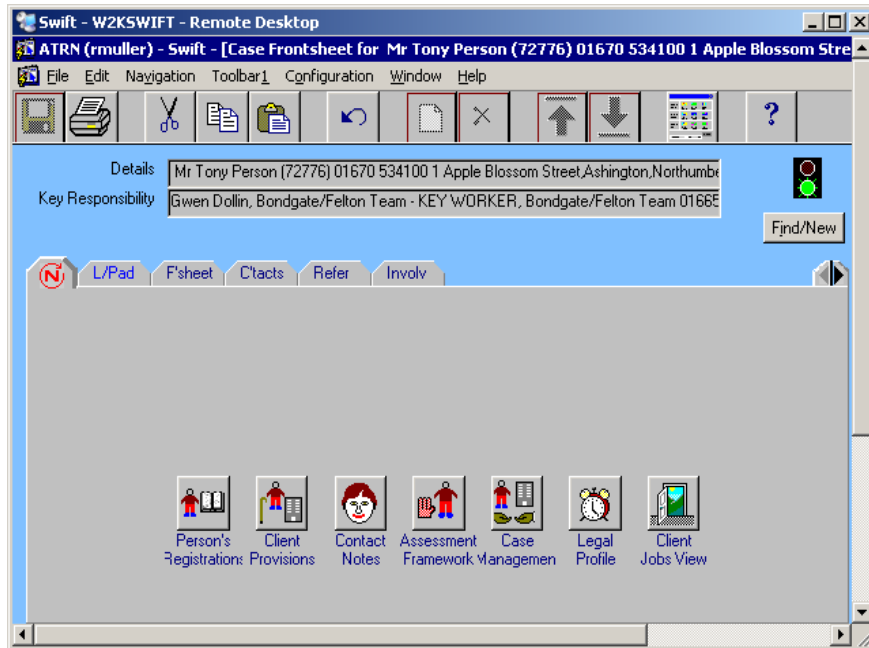 Swift - W2KSWIFT - Remote Desktop
ATRN (rmuller) - Swift - [Case Frontsheet for Mr Tony Person (72776) 01670 534100 1 Apple Blossom Stre
File Edit Navigation Toolbar1 Configuration Window Help
Details Mr Tony Person (72776) 01670 534100 1 Apple Blossom Street,Ashington,Northumbe
Key Responsibility Gwen Dollin, Bondgate/Felton Team - KEY WORKER, Bondgate/Felton Team 01665
Find/New
N L/Pad F'sheet C'tacts Refer Involv
Person's Client Contact Assessment Case Legal Client
Registrations Provisions Notes Framework Managemen Profile Jobs View